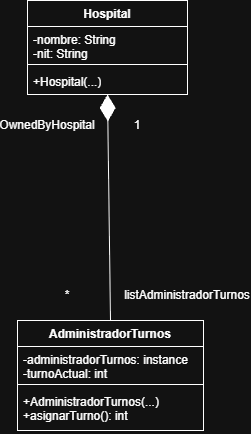 Hospital
-nombre: String
-nit: String
+Hospital(...)
OwnedByHospital 1
* listAdministradorTurnos
AdministradorTurnos
-administradorTurnos: instance
-turnoActual: int
+AdministradorTurnos(...)
+asignarTurno(): int